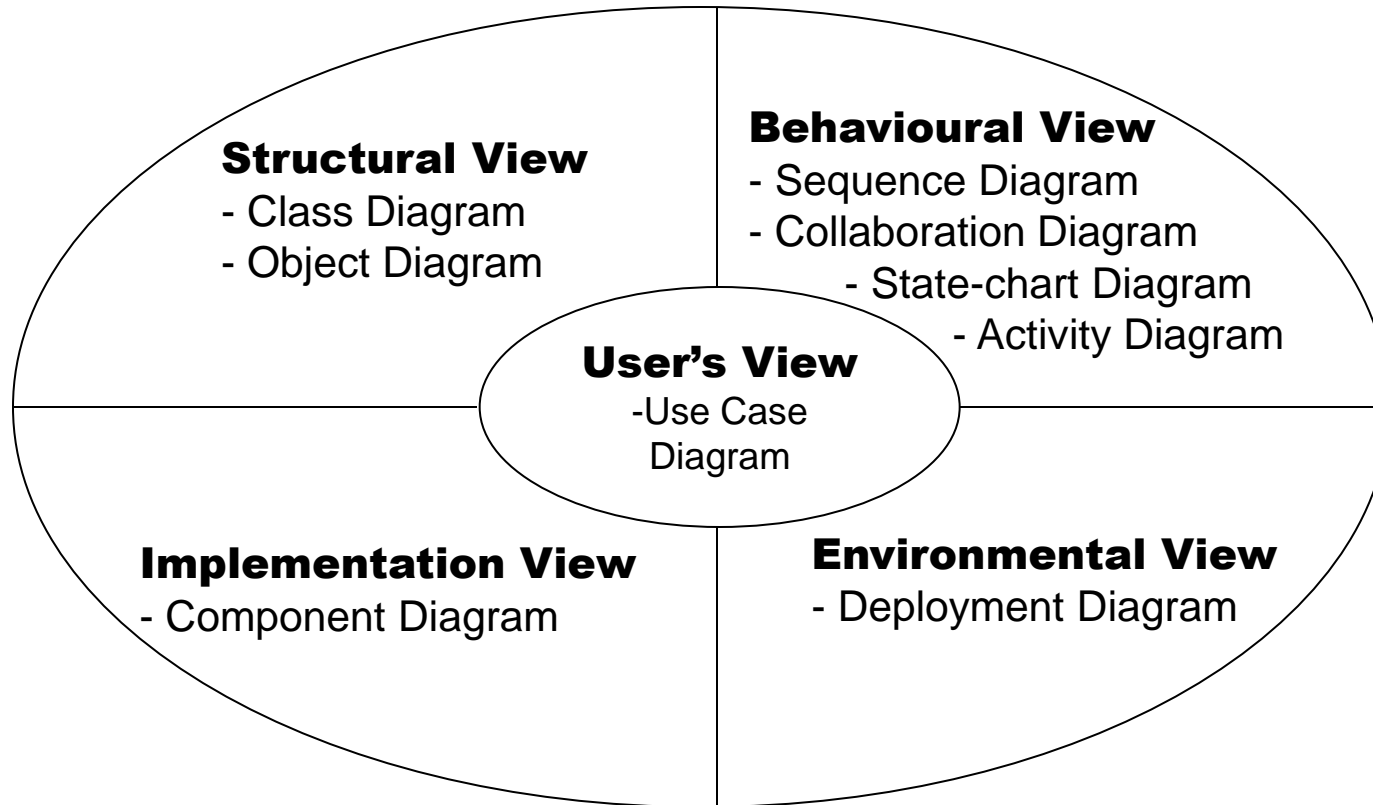 Structural View
- Class Diagram
- Object Diagram
Behavioural View
- Sequence Diagram
- Collaboration Diagram
- State-chart Diagram
- Activity Diagram
User’s View
-Use Case
Diagram
Implementation View
- Component Diagram
Environmental View
- Deployment Diagram